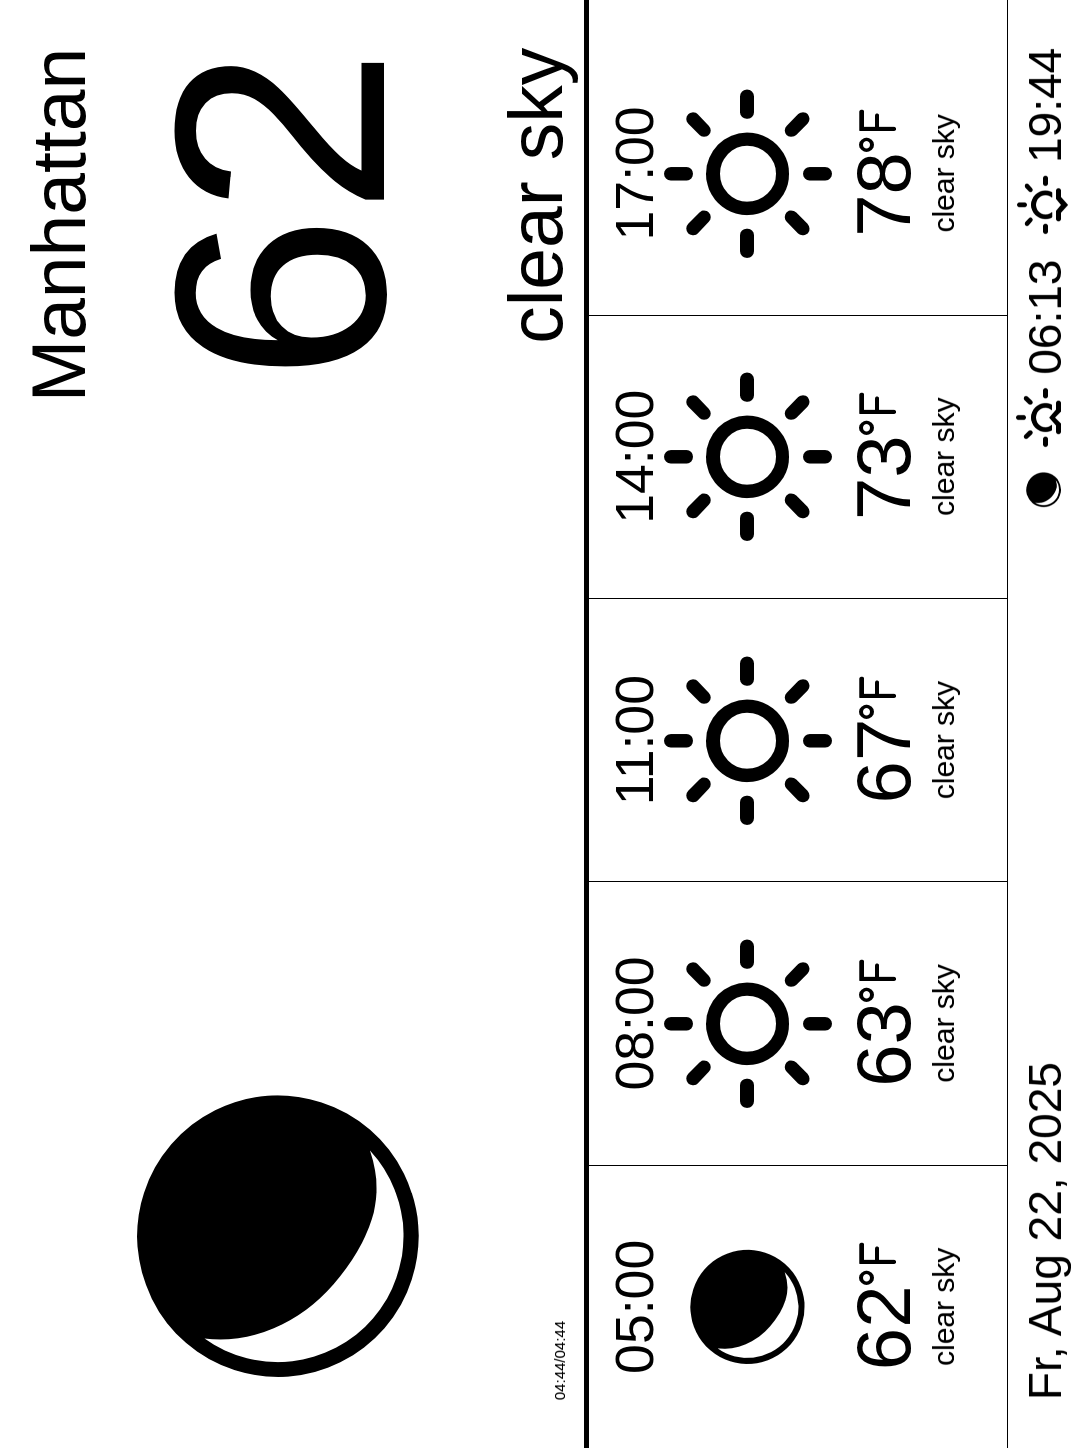 Manhattan
62
clear sky
04:44/04:44
05:00 08:00 11:00 14:00 17:00
62°F 63°F 67°F 73°F 78°F
clear sky clear sky clear sky clear sky clear sky
Fr, Aug 22, 2025 06:13 19:44